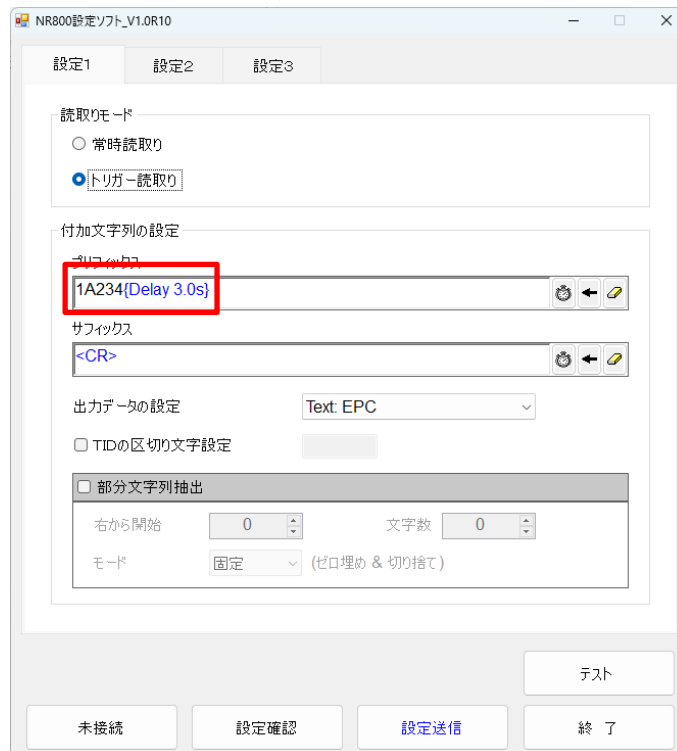 NR800設定ソフト_V1.0R10
設定1 設定2 設定3
読取りモード
常時読取り
トリガー読取り
付加文字列の設定
プリフィックス
1A234{Delay 3.0s}
サフィックス
<CR>
出力データの設定 Text: EPC
TIDの区切り文字設定
部分文字列抽出
右から開始 0 文字数 0
モード 固定 (ゼロ埋め & 切り捨て)
テスト
未接続 設定確認 設定送信 終 了